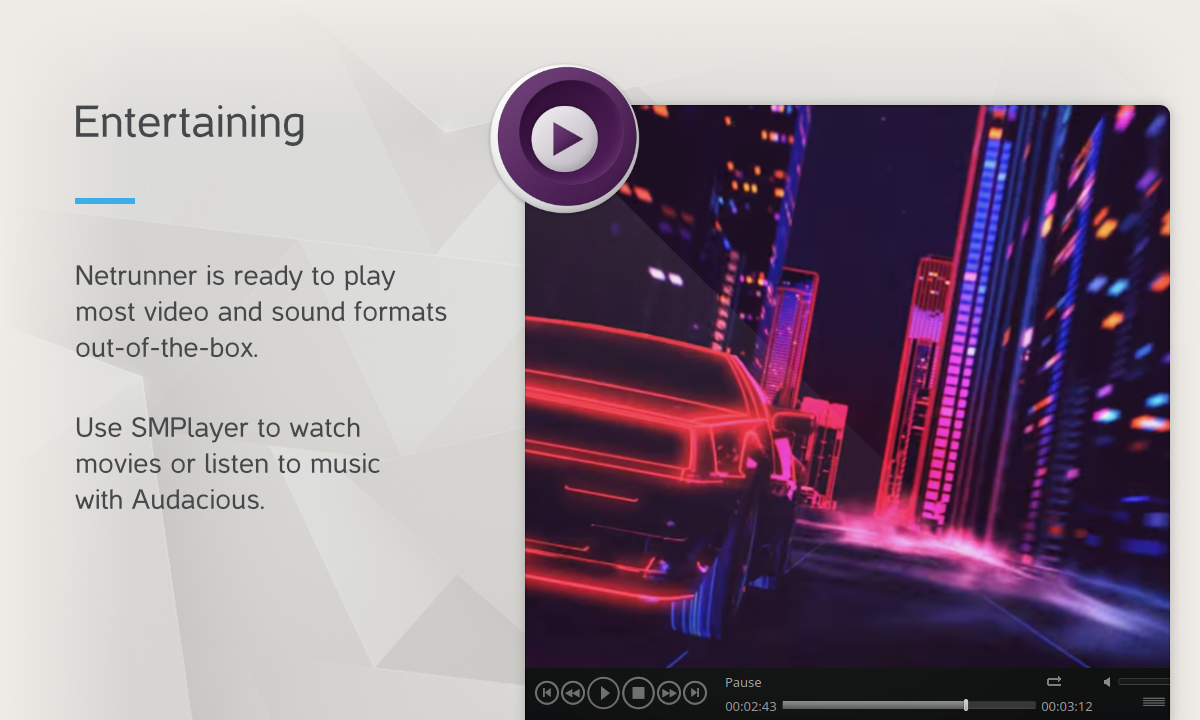 Entertaining
Netrunner is ready to play
most video and sound formats
out-of-the-box.
Use SMPlayer to watch
movies or listen to music
with Audacious.
Pause
00:02:43
00:03:12